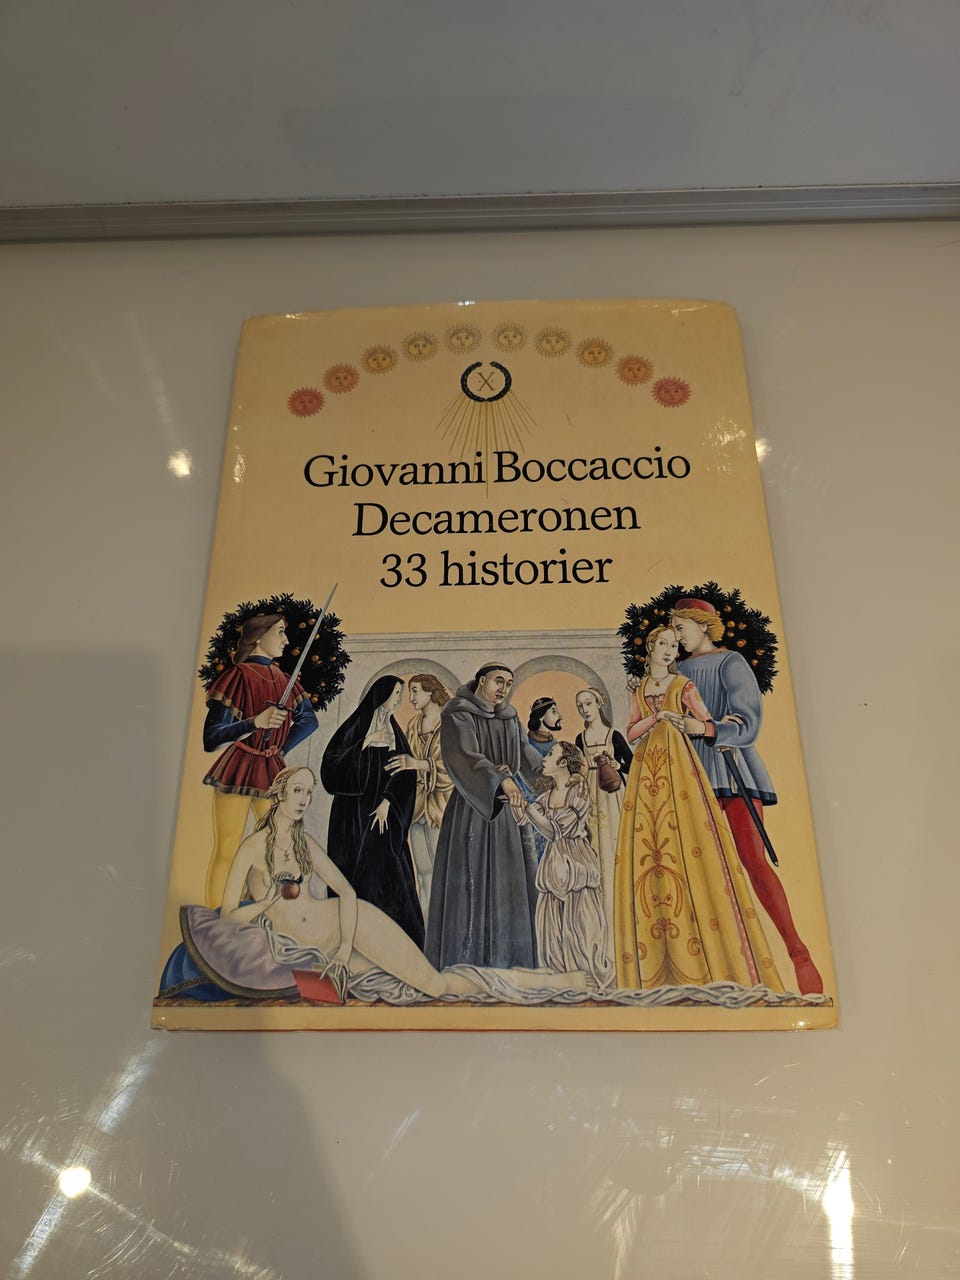 X
Giovanni Boccaccio
Decameronen
33 historier